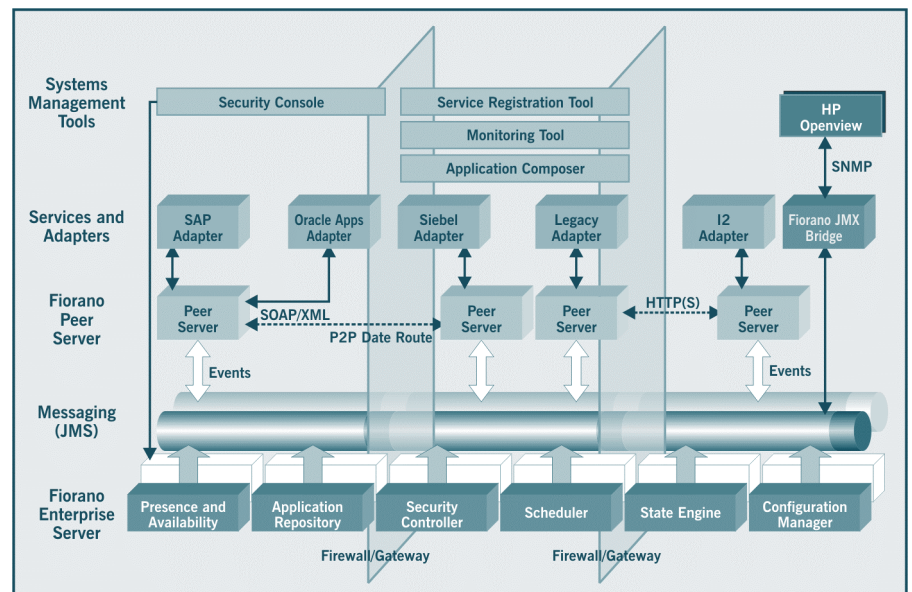 Systems
Management
Tools
Security Console
Service Registration Tool
Monitoring Tool
Application Composer
HP
Openview
SNMP
Services and
Adapters
SAP
Adapter
Oracle Apps
Adapter
Siebel
Adapter
Legacy
Adapter
I2
Adapter
Fiorano JMX
Bridge
Fiorano
Peer
Server
Peer
Server
SOAP/XML
P2P Date Route
Peer
Server
Peer
Server
HTTP(S)
Peer
Server
Events
Events
Messaging
(JMS)
Fiorano
Enterprise
Server
Presence and
Availability
Application
Repository
Security
Controller
Scheduler
State Engine
Configuration
Manager
Firewall/Gateway
Firewall/Gateway